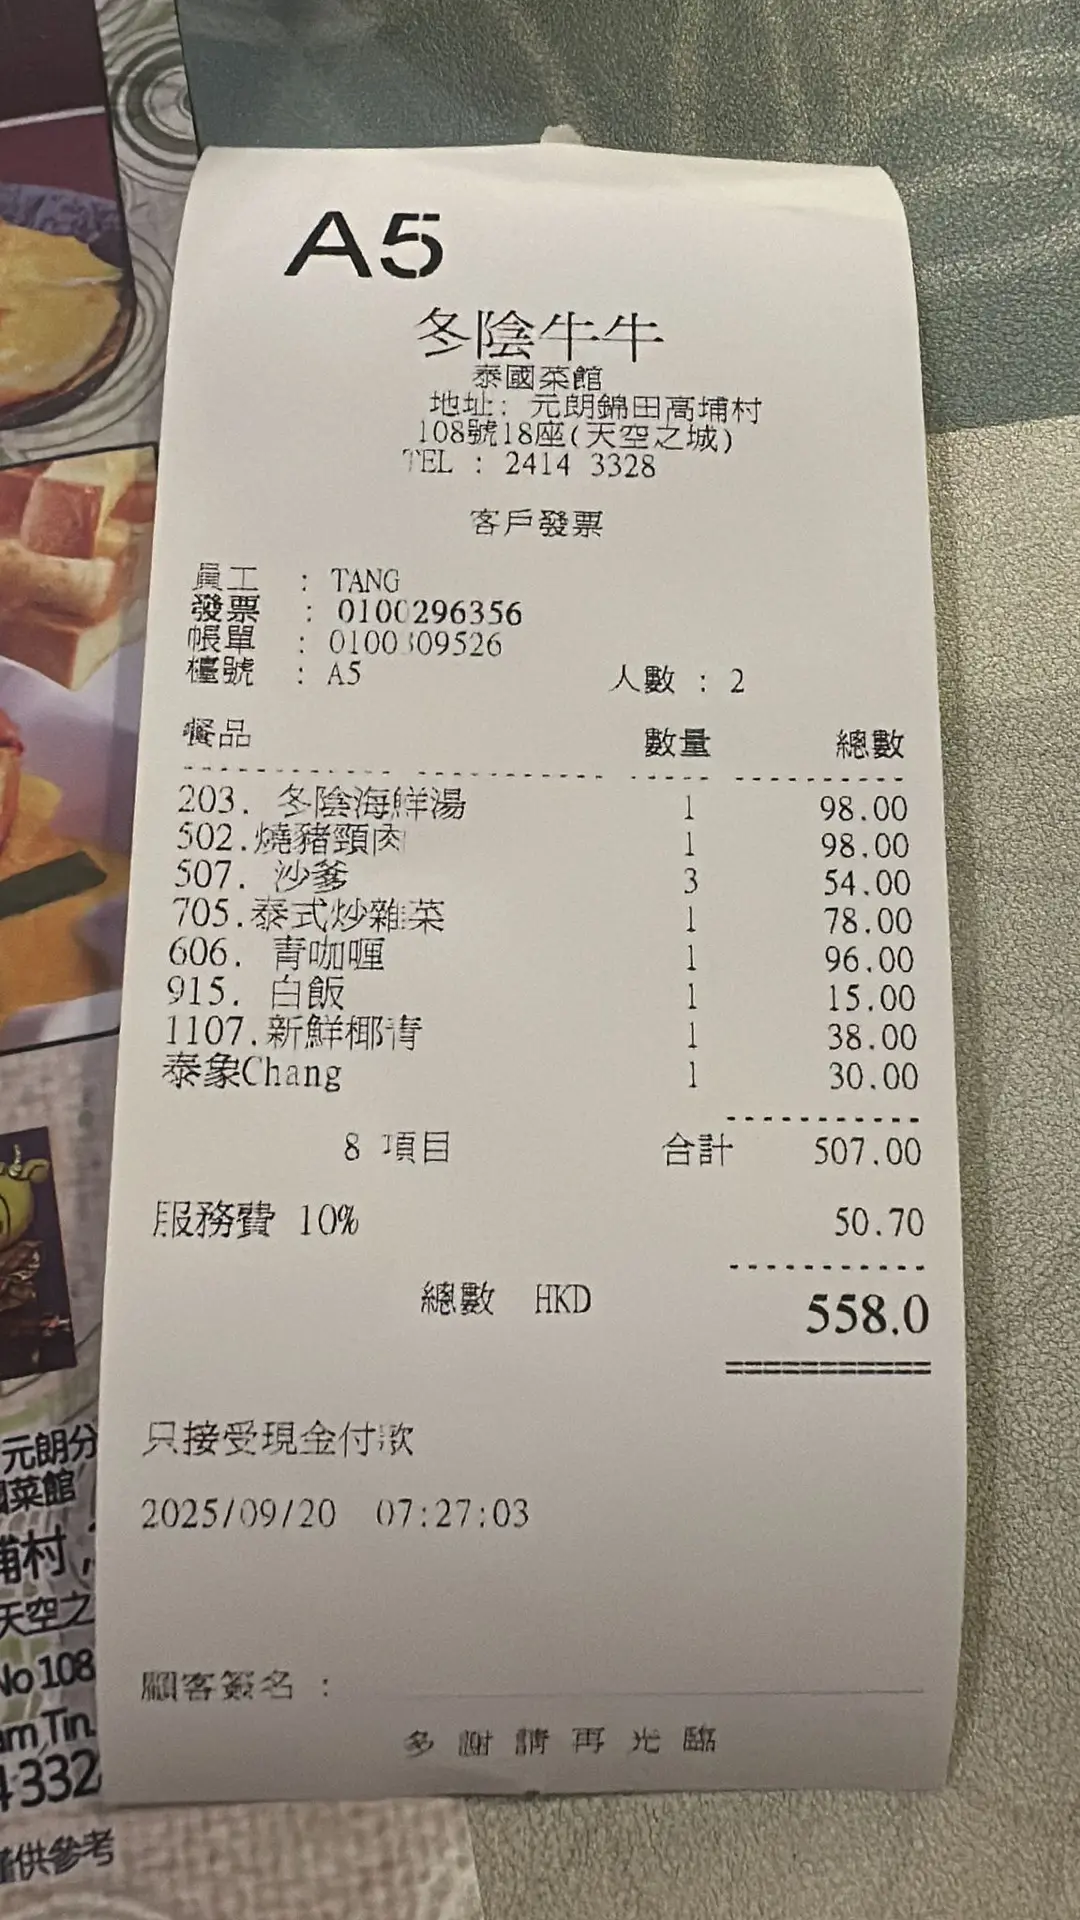 A5
冬陰牛牛
泰國菜館
地址: 元朗錦田高埔村
108號18座(天空之城)
TEL : 2414 3328
客戶發票
員工 : TANG
發票 : 0100296356
帳單 : 0100309526
檯號 : A5 人數 : 2
餐品 數量 總數
203. 冬陰海鮮湯 1 98.00
502.燒豬頸肉 1 98.00
507. 沙爹 3 54.00
705.泰式炒雜菜 1 78.00
606. 青咖喱 1 96.00
915. 白飯 1 15.00
1107.新鮮椰青 1 38.00
泰象Chang 1 30.00
8 項目 合計 507.00
服務費 10% 50.70
總數 HKD 558.0
只接受現金付款
2025/09/20 07:27:03
顧客簽名 :
多謝請再光臨
元朗分
菜館
埔村
天空之
No 108
am Tin.
4332
僅供參考